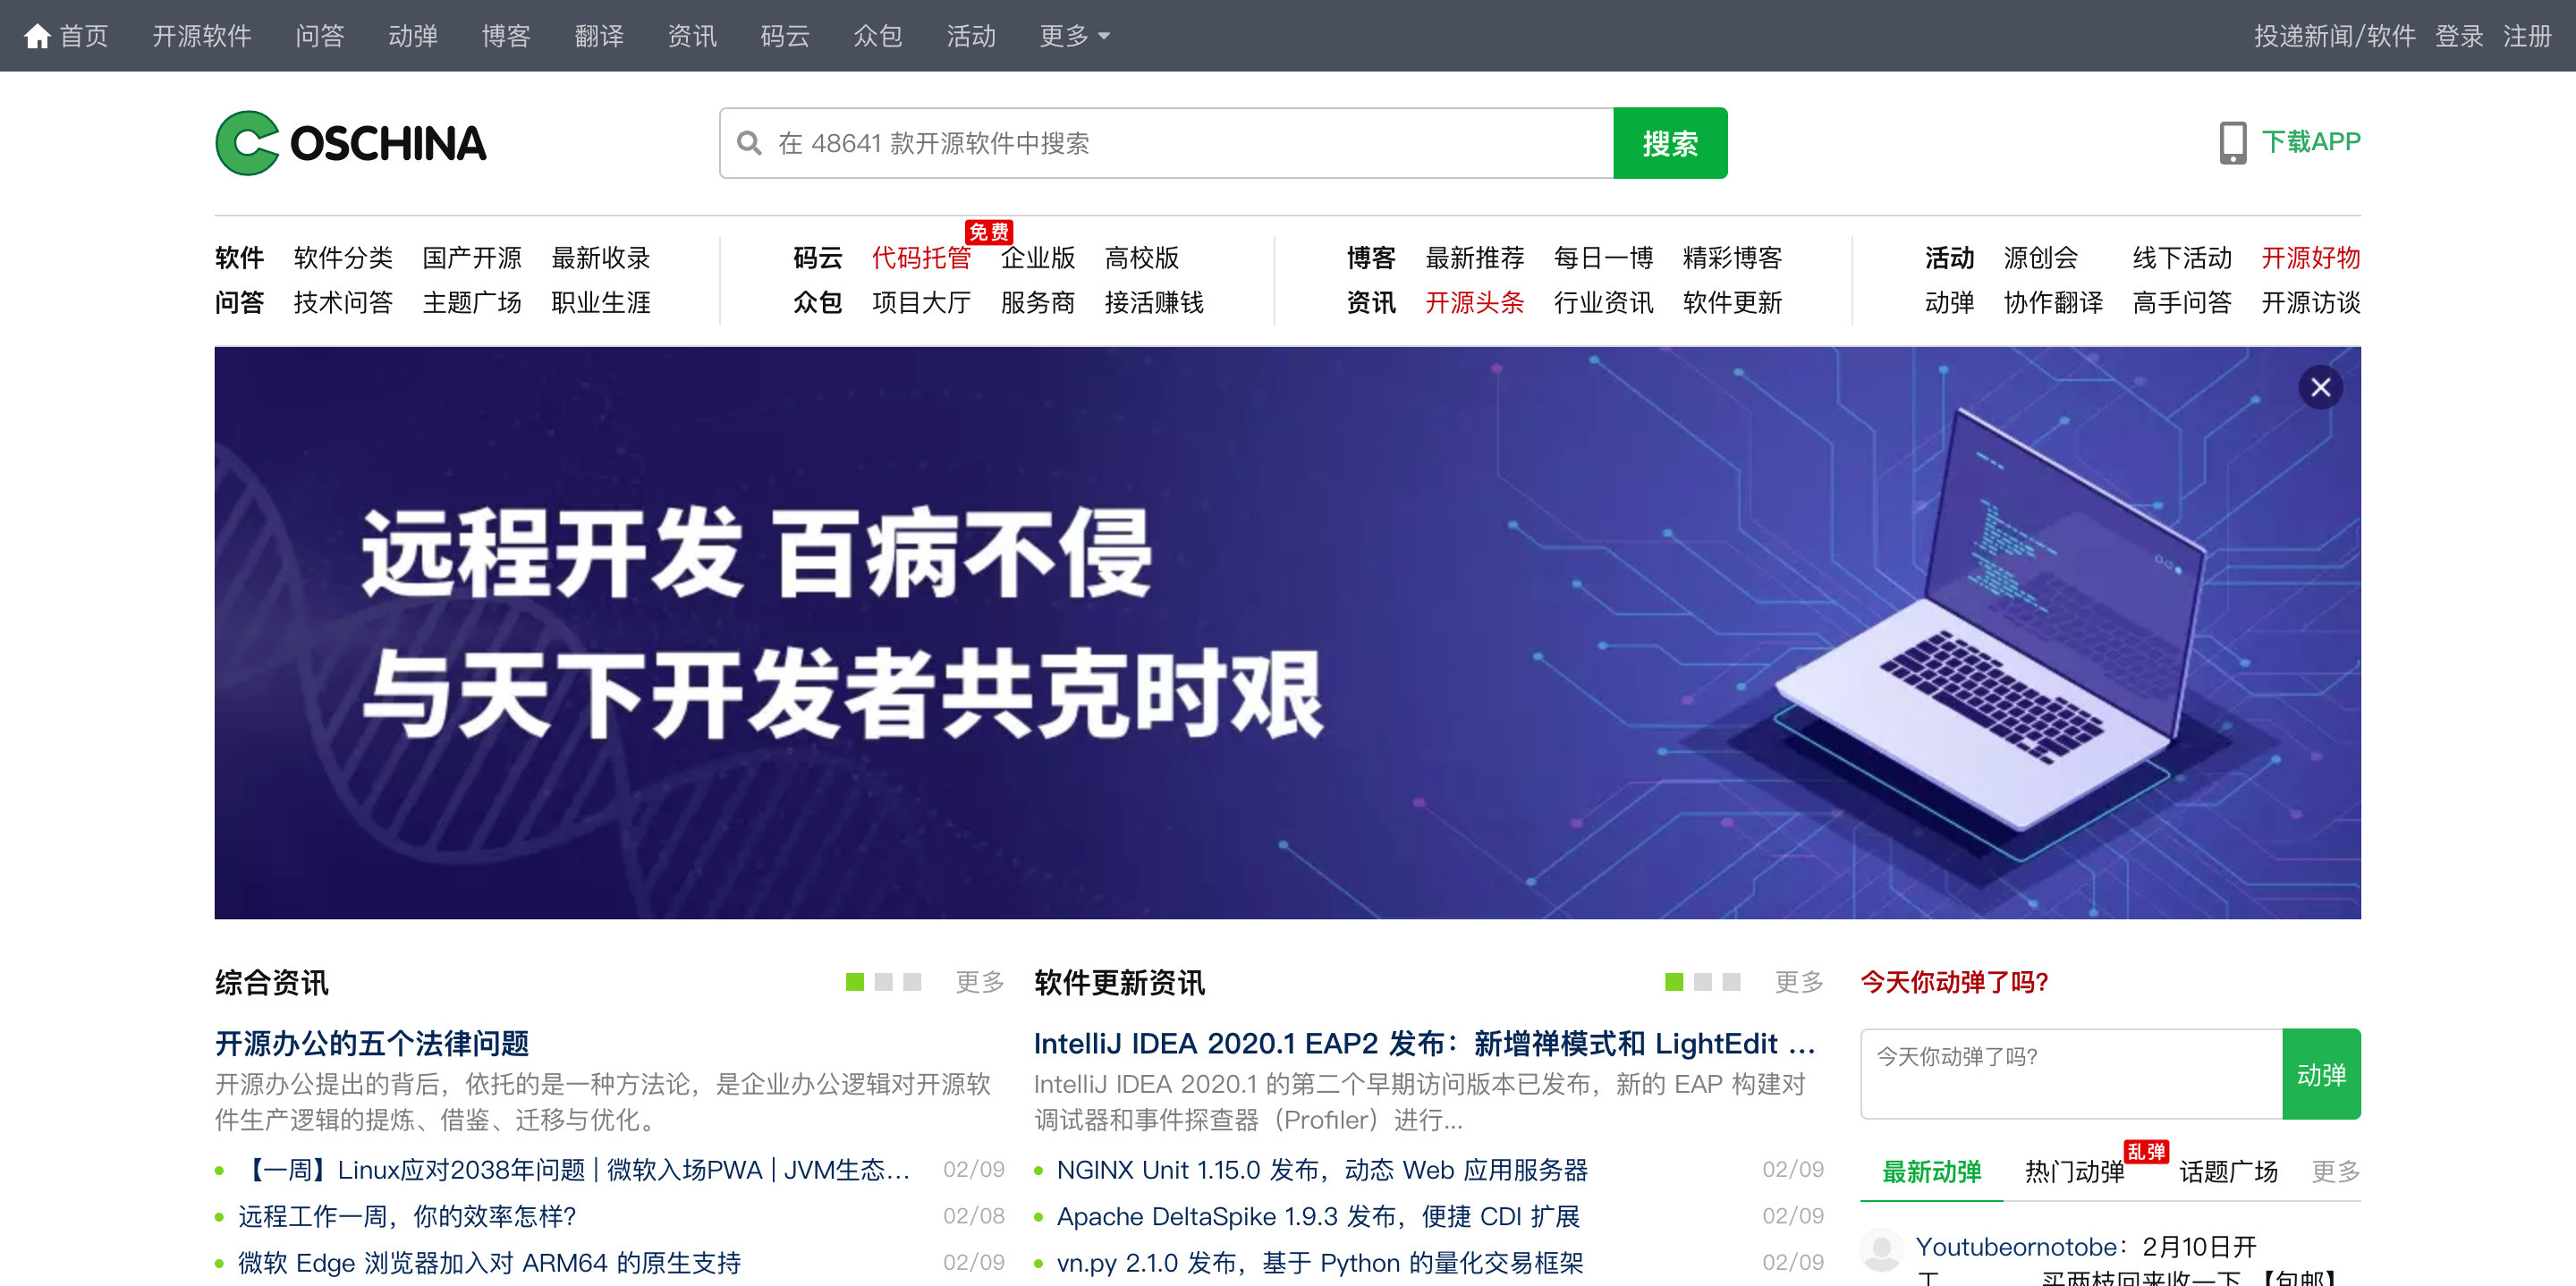 首页 开源软件 问答 动弹 博客 翻译 资讯 码云 众包 活动 更多 投递新闻/软件 登录 注册
OSCHINA 在 48641 款开源软件中搜索 搜索 下载APP
免费
软件 软件分类 国产开源 最新收录 码云 代码托管 企业版 高校版 博客 最新推荐 每日一博 精彩博客 活动 源创会 线下活动 开源好物
问答 技术问答 主题广场 职业生涯 众包 项目大厅 服务商 接活赚钱 资讯 开源头条 行业资讯 软件更新 动弹 协作翻译 高手问答 开源访谈
远程开发 百病不侵
与天下开发者共克时艰
综合资讯 更多
开源办公的五个法律问题
开源办公提出的背后，依托的是一种方法论，是企业办公逻辑对开源软
件生产逻辑的提炼、借鉴、迁移与优化。
【一周】Linux应对2038年问题 | 微软入场PWA | JVM生态... 02/09
远程工作一周，你的效率怎样? 02/08
微软 Edge 浏览器加入对 ARM64 的原生支持 02/09
软件更新资讯 更多
IntelliJ IDEA 2020.1 EAP2 发布：新增禅模式和 LightEdit ...
IntelliJ IDEA 2020.1 的第二个早期访问版本已发布，新的 EAP 构建对
调试器和事件探查器（Profiler）进行...
NGINX Unit 1.15.0 发布，动态 Web 应用服务器 02/09
Apache DeltaSpike 1.9.3 发布，便捷 CDI 扩展 02/09
vn.py 2.1.0 发布，基于 Python 的量化交易框架 02/09
今天你动弹了吗?
今天你动弹了吗? 动弹
乱弹
最新动弹 热门动弹 话题广场 更多
Youtubeornotobe：2月10日开
工 买两枝回来收一下 【包邮】